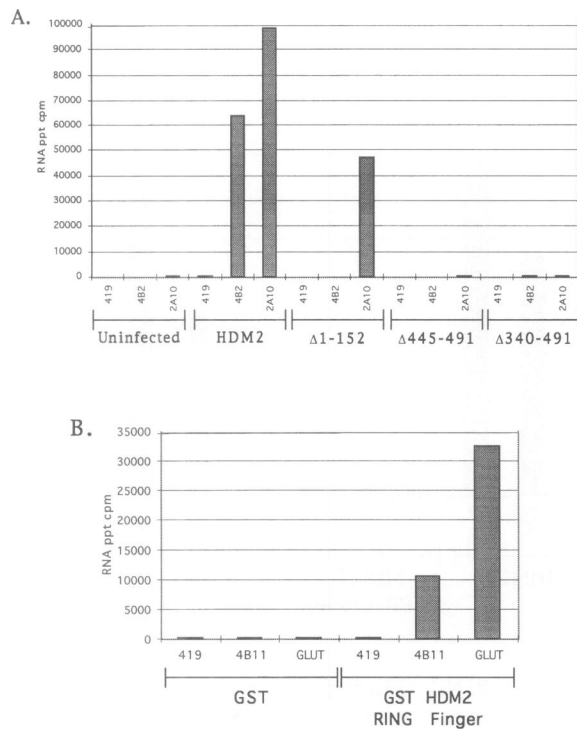 A.
RNA ppt cpm
100000
90000
80000
70000
60000
50000
40000
30000
20000
10000
0
419 4B2 2A10 419 4B2 2A10 419 4B2 2A10 419 4B2 2A10 419 4B2 2A10
Uninfected HDM2 Δ1-152 Δ445-491 Δ340-491
B.
RNA ppt cpm
35000
30000
25000
20000
15000
10000
5000
0
419 4B11 GLUT 419 4B11 GLUT
GST GST HDM2
RING Finger